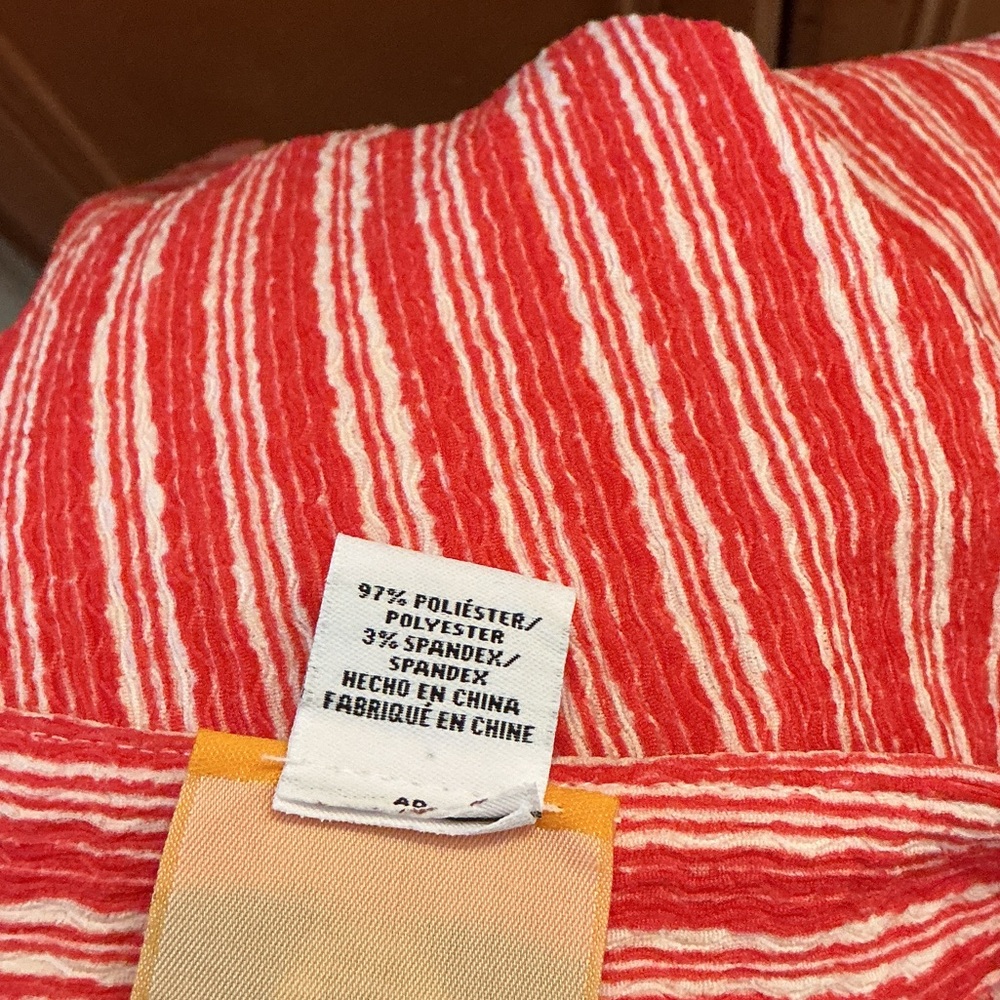 97% POLIÉSTER/
POLYESTER
3% SPANDEX/
SPANDEX
HECHO EN CHINA
FABRIQUÉ EN CHINE